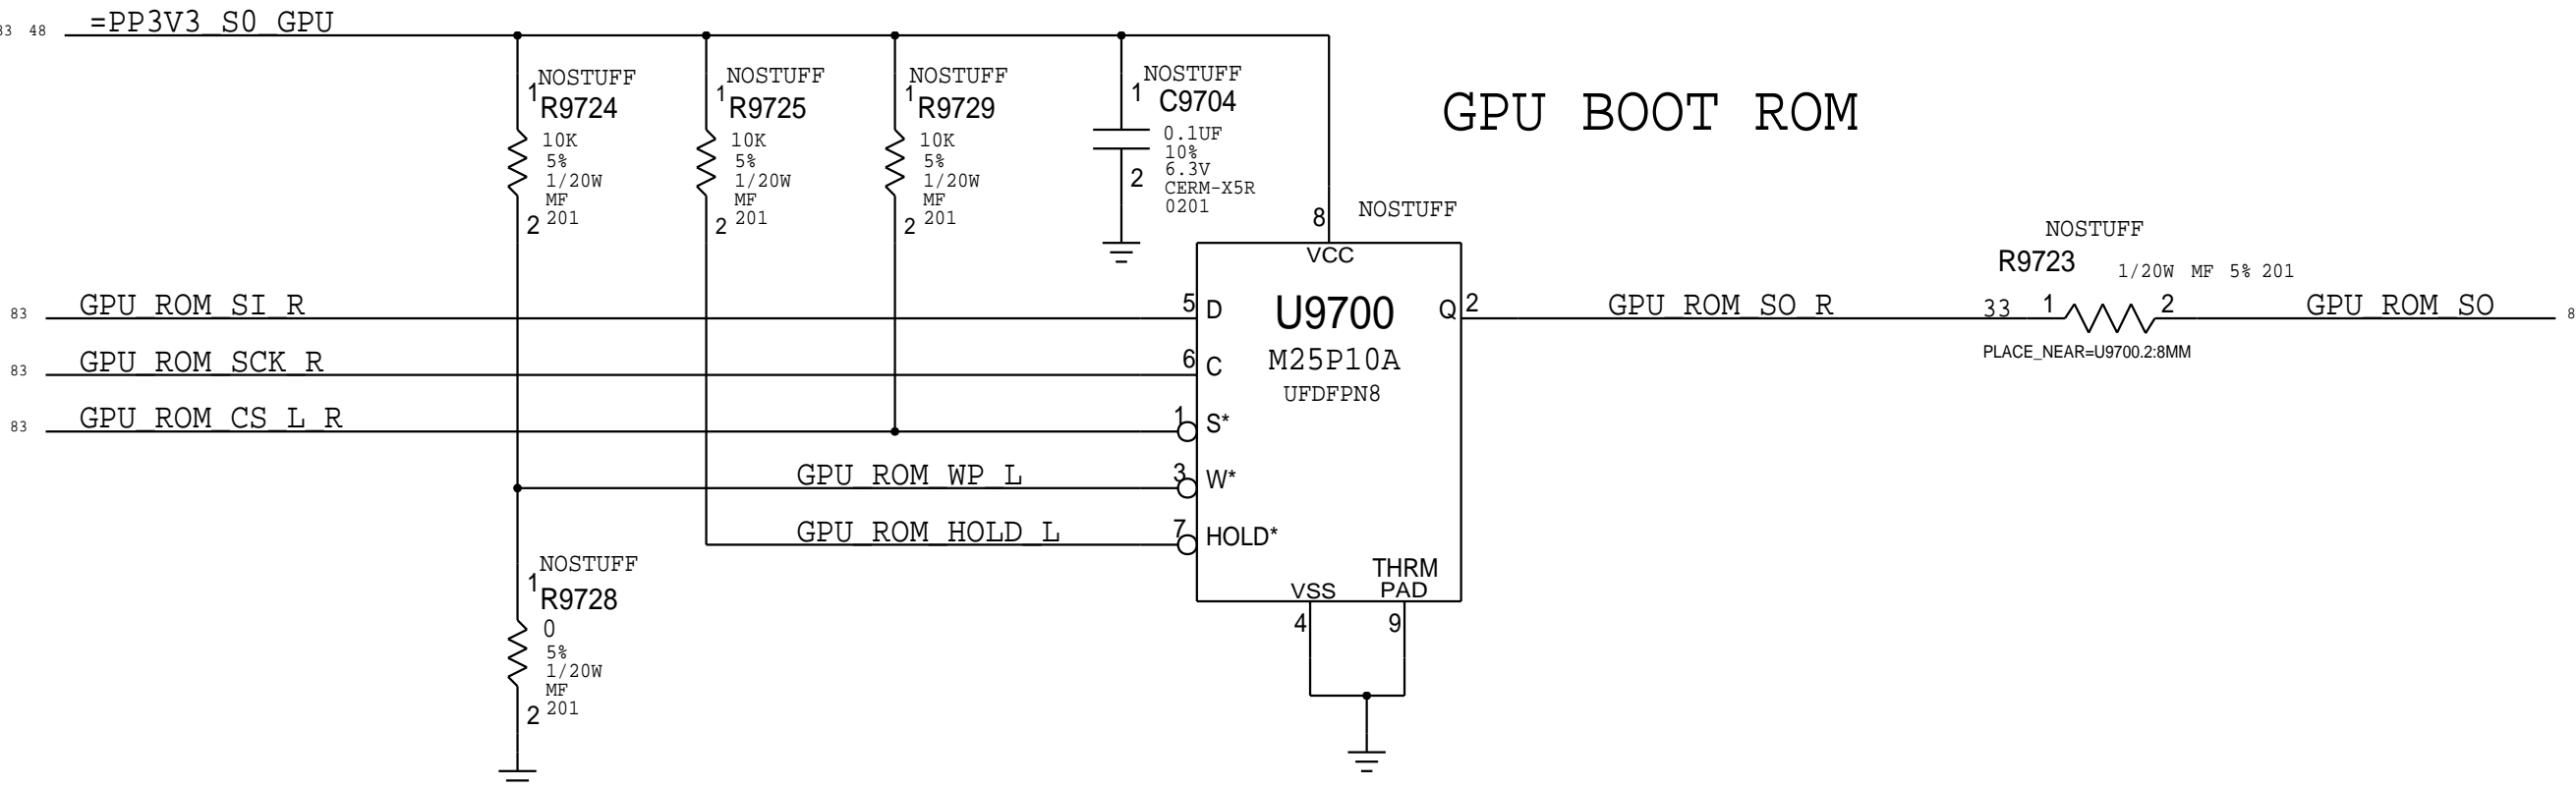 33 48 =PP3V3_S0_GPU
NOSTUFF
1
R9724
10K
5%
1/20W
MF
201
2
NOSTUFF
1
R9725
10K
5%
1/20W
MF
201
2
NOSTUFF
1
R9729
10K
5%
1/20W
MF
201
2
NOSTUFF
1
C9704
0.1UF
10%
6.3V
CERM-X5R
0201
2
GPU BOOT ROM
8
NOSTUFF
VCC
83 GPU_ROM_SI_R
5 D
83 GPU_ROM_SCK_R
6 C
83 GPU_ROM_CS_L_R
1 S*
GPU_ROM_WP_L
3 W*
GPU_ROM_HOLD_L
7 HOLD*
U9700
M25P10A
UFDFPN8
Q 2
GPU_ROM_SO_R
NOSTUFF
R9723
1/20W MF 5% 201
33 1 2
GPU_ROM_SO
8
PLACE_NEAR=U9700.2:8MM
THRM
VSS PAD
4 9
NOSTUFF
1
R9728
0
5%
1/20W
MF
201
2